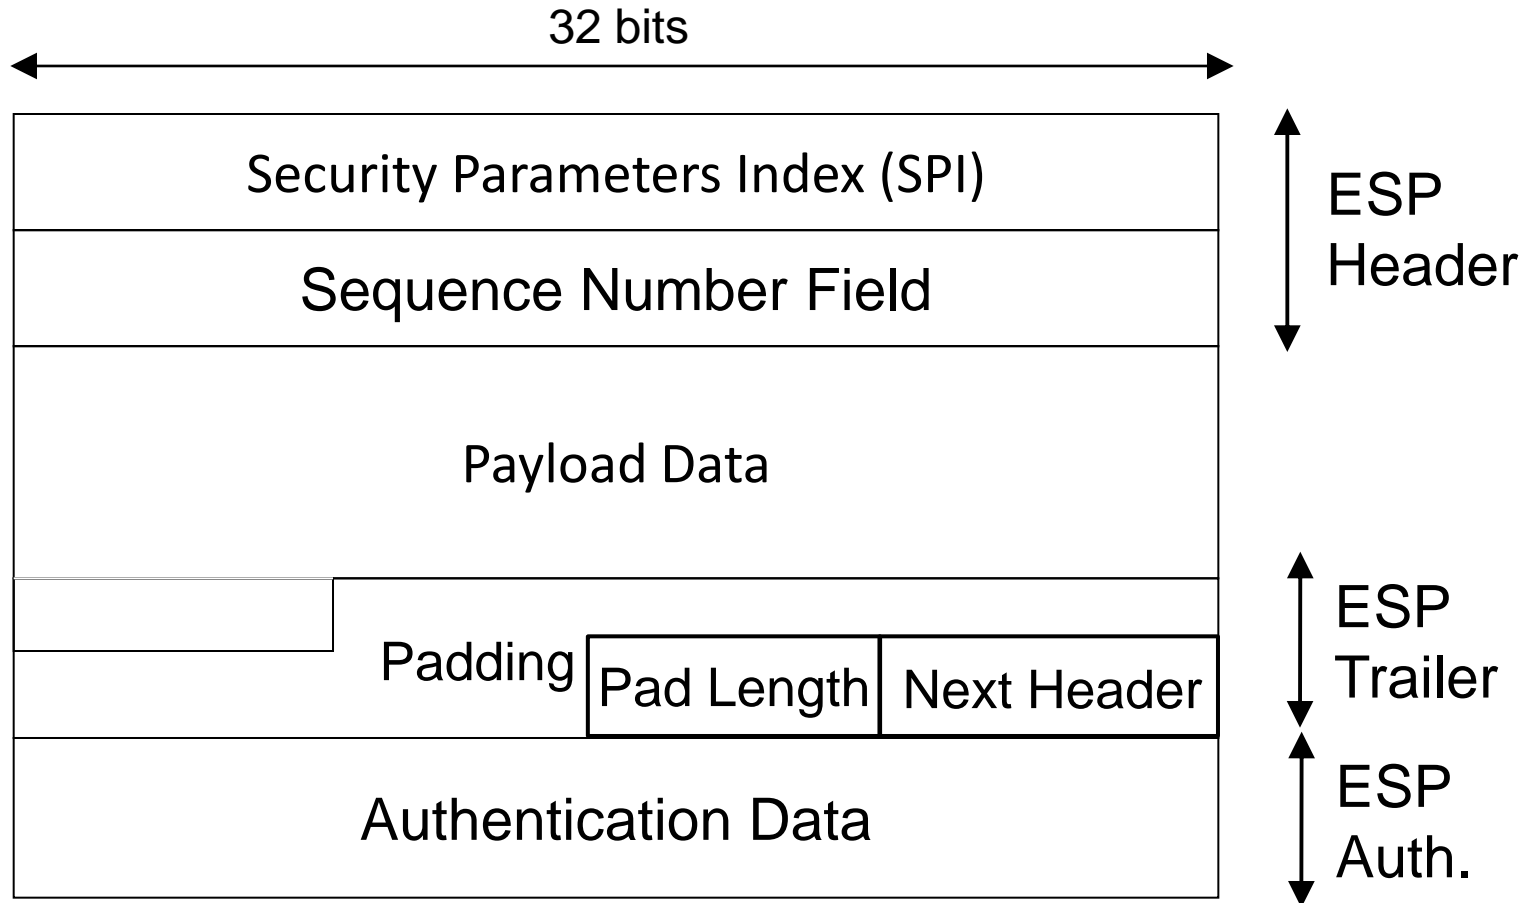 32 bits
Security Parameters Index (SPI)
ESP
Header
Sequence Number Field
Payload Data
ESP
Trailer
Padding
Pad Length
Next Header
Authentication Data
ESP
Auth.